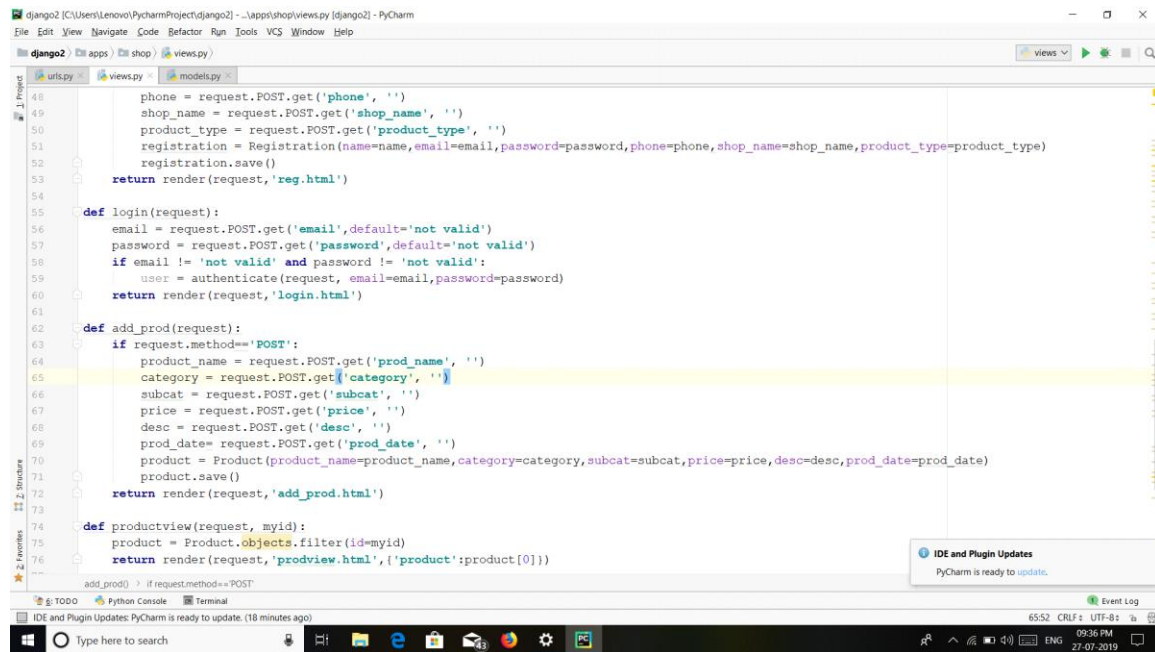 django2 [C:\Users\Lenovo\PycharmProject\django2] - ...\apps\shop\views.py [django2] - PyCharm
File Edit View Navigate Code Refactor Run Tools VCS Window Help
django2 apps shop views.py views
urls.py views.py models.py
1: Project
48 phone = request.POST.get('phone', '')
49 shop_name = request.POST.get('shop_name', '')
50 product_type = request.POST.get('product_type', '')
51 registration = Registration(name=name,email=email,password=password,phone=phone,shop_name=shop_name,product_type=product_type)
52 registration.save()
53 return render(request,'reg.html')
54
55 def login(request):
56 email = request.POST.get('email',default='not valid')
57 password = request.POST.get('password',default='not valid')
58 if email != 'not valid' and password != 'not valid':
59 user = authenticate(request, email=email,password=password)
60 return render(request,'login.html')
61
62 def add_prod(request):
63 if request.method=='POST':
64 product_name = request.POST.get('prod_name', '')
65 category = request.POST.get('category', '')
66 subcat = request.POST.get('subcat', '')
67 price = request.POST.get('price', '')
68 desc = request.POST.get('desc', '')
69 prod_date= request.POST.get('prod_date', '')
70 product = Product(product_name=product_name,category=category,subcat=subcat,price=price,desc=desc,prod_date=prod_date)
71 product.save()
72 return render(request,'add_prod.html')
73
74 def productview(request, myid):
75 product = Product.objects.filter(id=myid)
76 return render(request,'prodview.html',{'product':product[0]})
Z: Structure
2: Favorites
IDE and Plugin Updates
PyCharm is ready to update.
add_prod() > if request.method=='POST'
6: TODO Python Console Terminal Event Log
IDE and Plugin Updates: PyCharm is ready to update. (18 minutes ago) 65:52 CRLF UTF-8
Type here to search 43 PC ENG 09:36 PM
27-07-2019